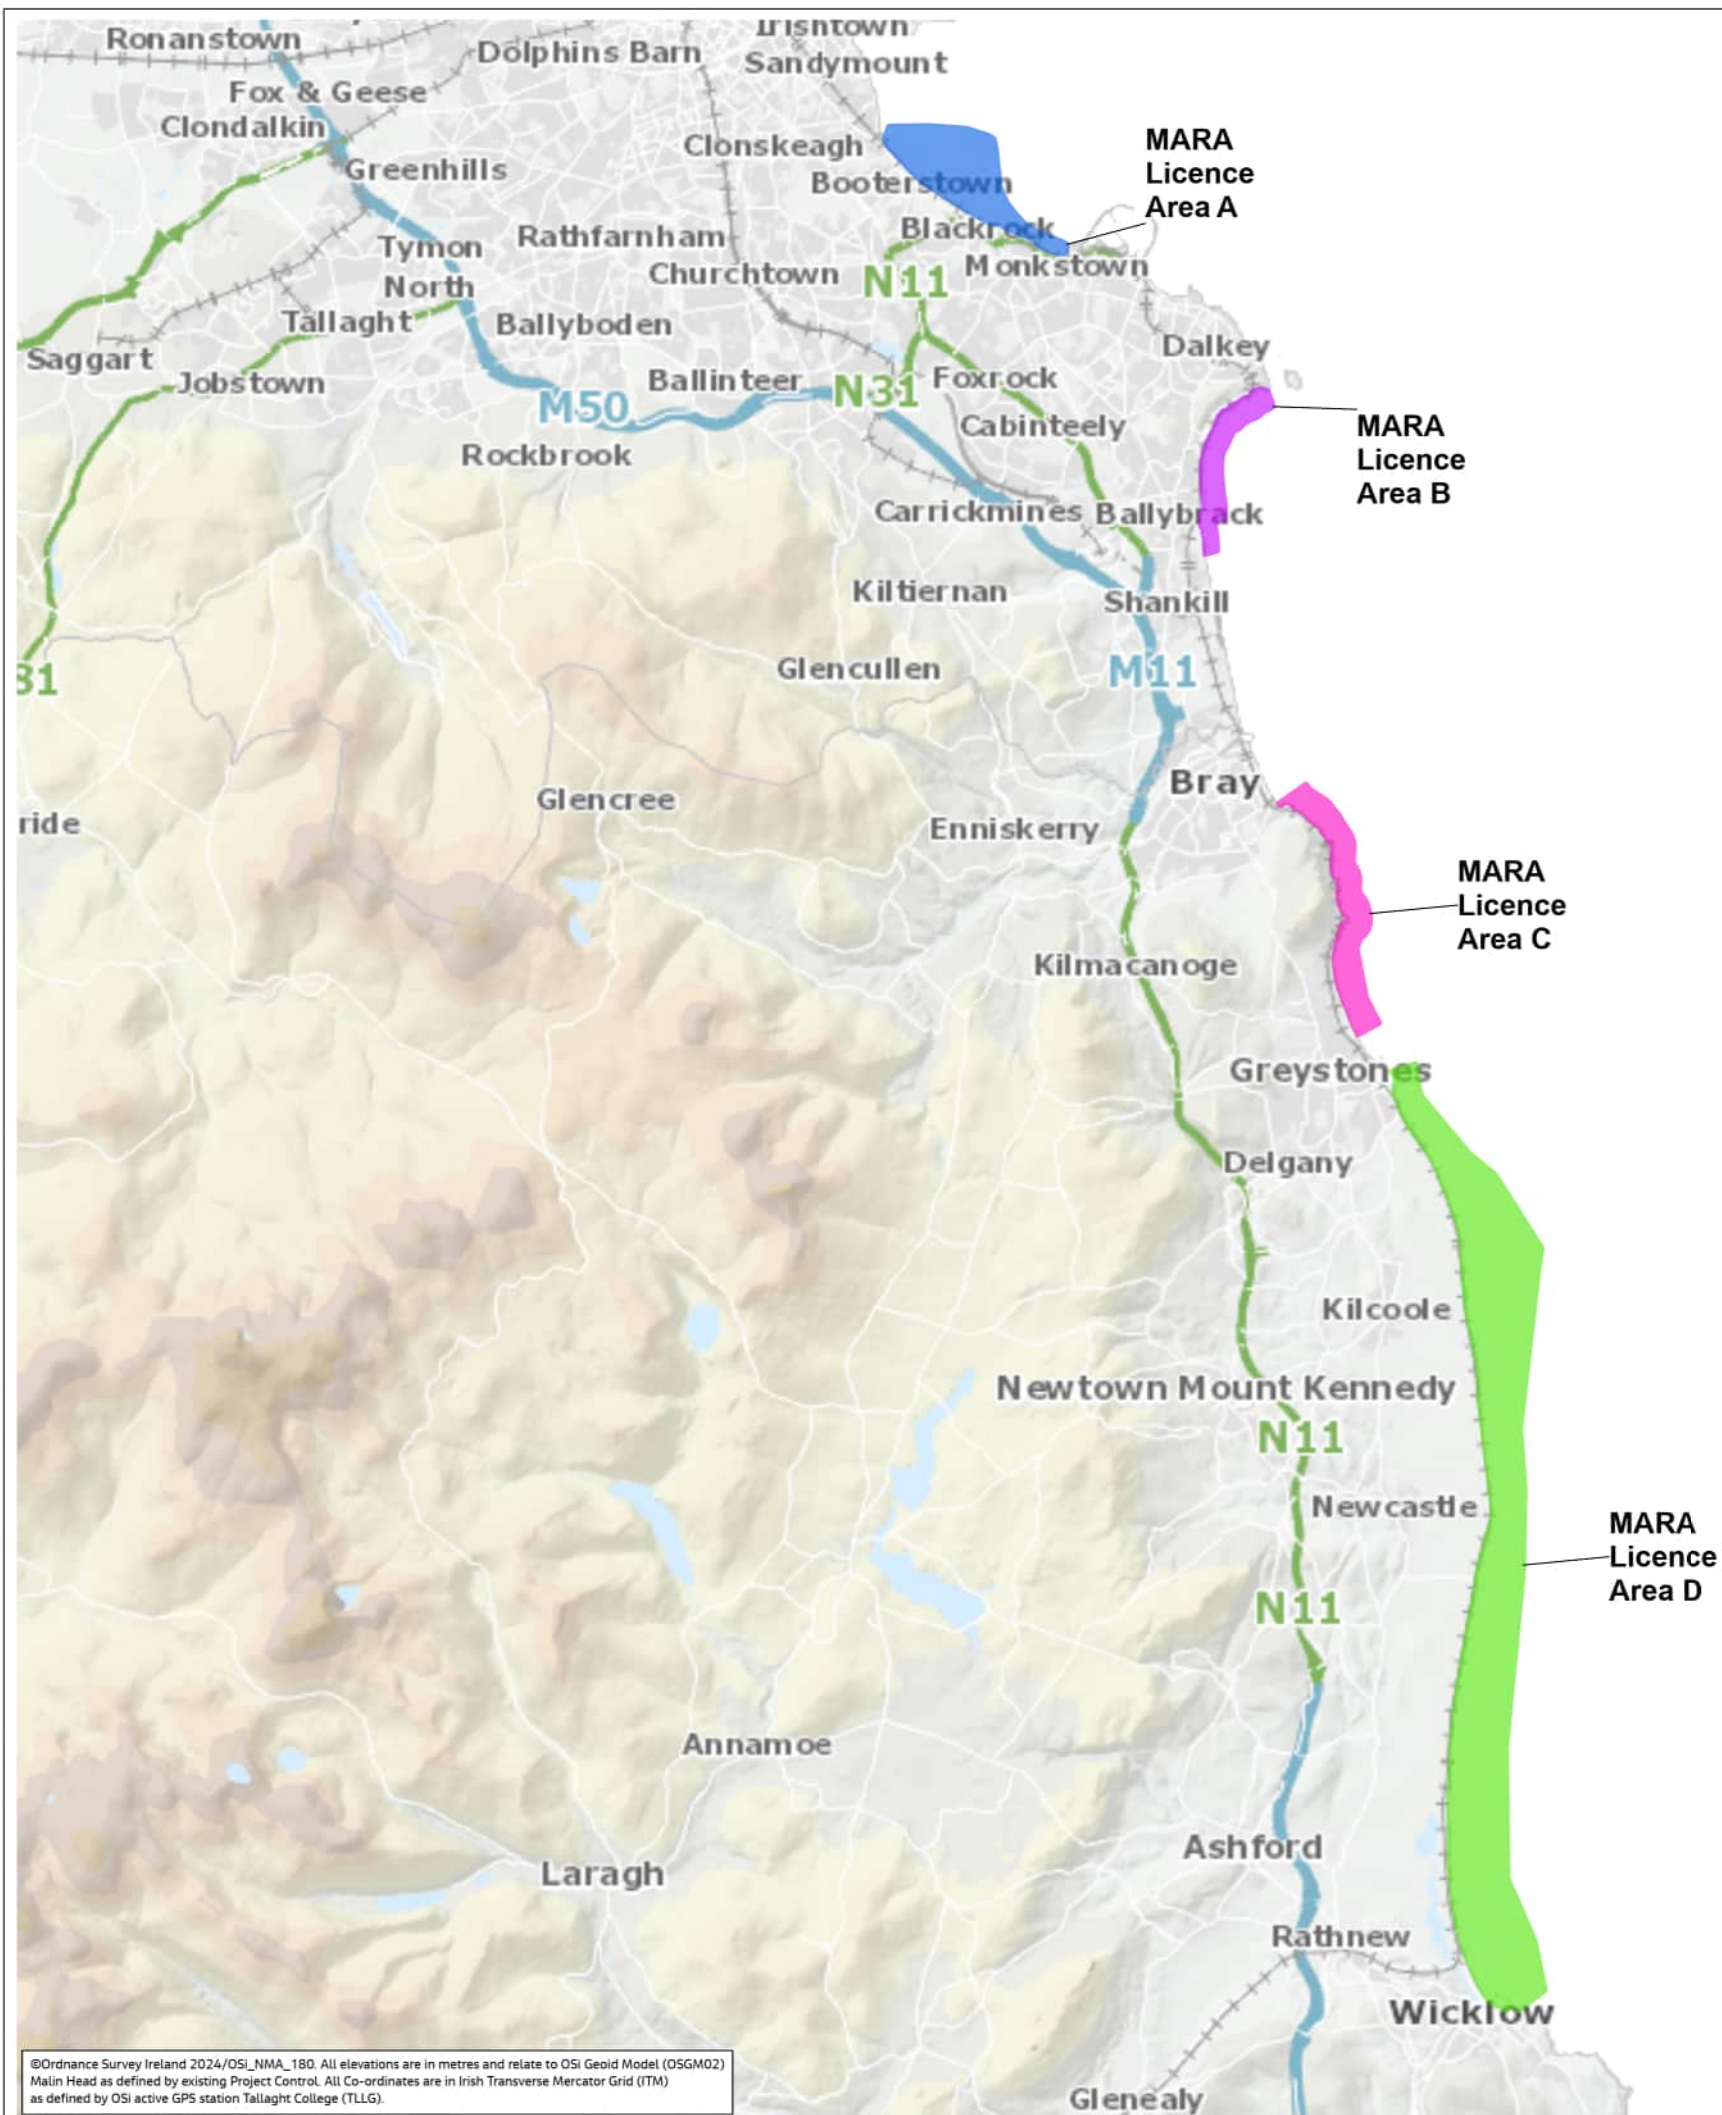 Irishtown
Ronanstown
Dolphins Barn
Sandymount
Fox & Geese
Clondalkin
Clonskeagh
MARA
Licence
Area A
Greenhills
Booterstown
Blackrock
Rathfarnham
Tymon
North
Churchtown
N11
Monkstown
Tallaght
Ballyboden
Dalkey
Saggart
Jobstown
Ballinteer
N31
Foxrock
M50
Cabinteely
MARA
Licence
Area B
Rockbrook
Carrickmines
Ballybrack
Kiltiernan
Shankill
Glencullen
M11
81
Bray
Glencree
ride
Enniskerry
MARA
Licence
Area C
Kilmacanoge
Greystones
Delgany
Kilcoole
Newtown Mount Kennedy
N11
Newcastle
MARA
Licence
Area D
N11
Annamoe
Ashford
Laragh
Rathnew
Wicklow
©Ordnance Survey Ireland 2024/OSi_NMA_180. All elevations are in metres and relate to OSi Geoid Model (OSGM02)
Malin Head as defined by existing Project Control. All Co-ordinates are in Irish Transverse Mercator Grid (ITM)
as defined by OSi active GPS station Tallaght College (TLLG).
Glenealy